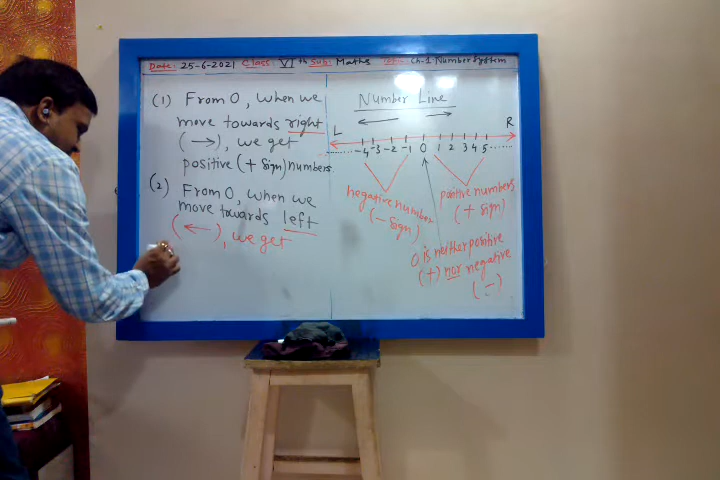 Date: 25-6-2021 Class: VIth Sub: Maths Topic: Ch-1 Number System
(1) From 0, when we
move towards right
(→), we get
positive (+ sign) numbers.
(2) From 0, when we
move towards left
(←), we get
Number Line
← →
L R
......-4 -3 -2 -1 0 1 2 3 4 5......
negative number
(- sign)
positive numbers
(+ sign)
0 is neither positive
(+) nor negative
(-)